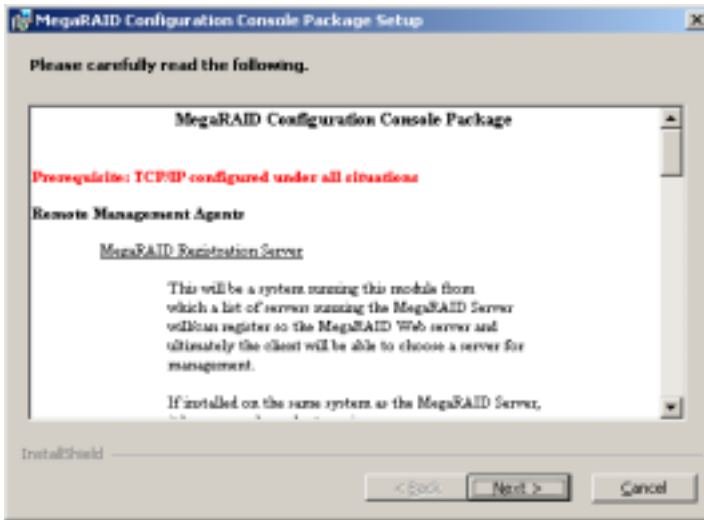 MegaRAID Configuration Console Package Setup
Please carefully read the following.
MegaRAID Configuration Console Package
Prerequisite: TCP/IP configured under all situations
Remote Management Agents
MegaRAID Registration Server
This will be a system running this module from
which a list of servers running the MegaRAID Server
will/can register so the MegaRAID Web server and
ultimately the client will be able to choose a server for
management.
If installed on the same system as the MegaRAID Server,
InstallShield
< Back
Next >
Cancel